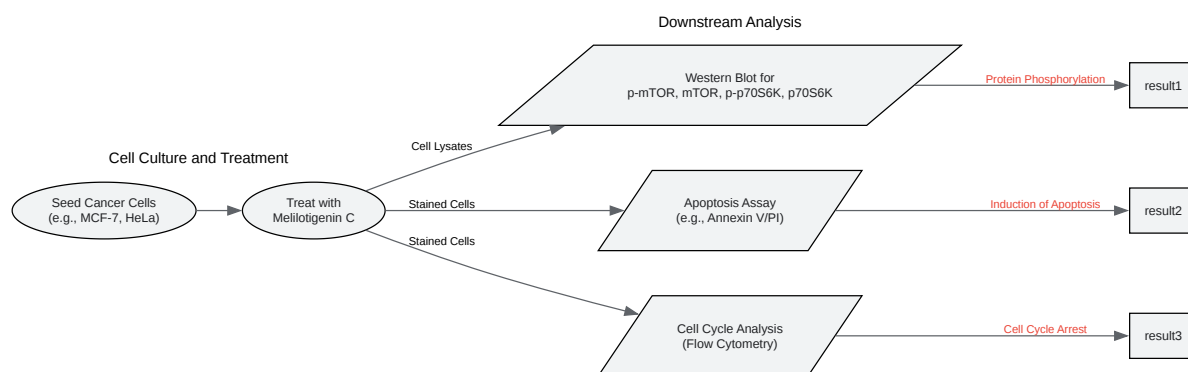 Downstream Analysis
Western Blot for
p-mTOR, mTOR, p-p70S6K, p70S6K
Protein Phosphorylation
result1
Cell Lysates
Cell Culture and Treatment
Seed Cancer Cells
(e.g., MCF-7, HeLa)
Treat with
Melilotigenin C
Stained Cells
Apoptosis Assay
(e.g., Annexin V/PI)
Induction of Apoptosis
result2
Stained Cells
Cell Cycle Analysis
(Flow Cytometry)
Cell Cycle Arrest
result3